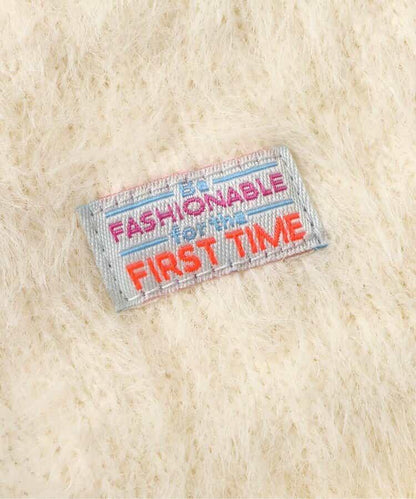 Be
FASHIONABLE
for the
FIRST TIME